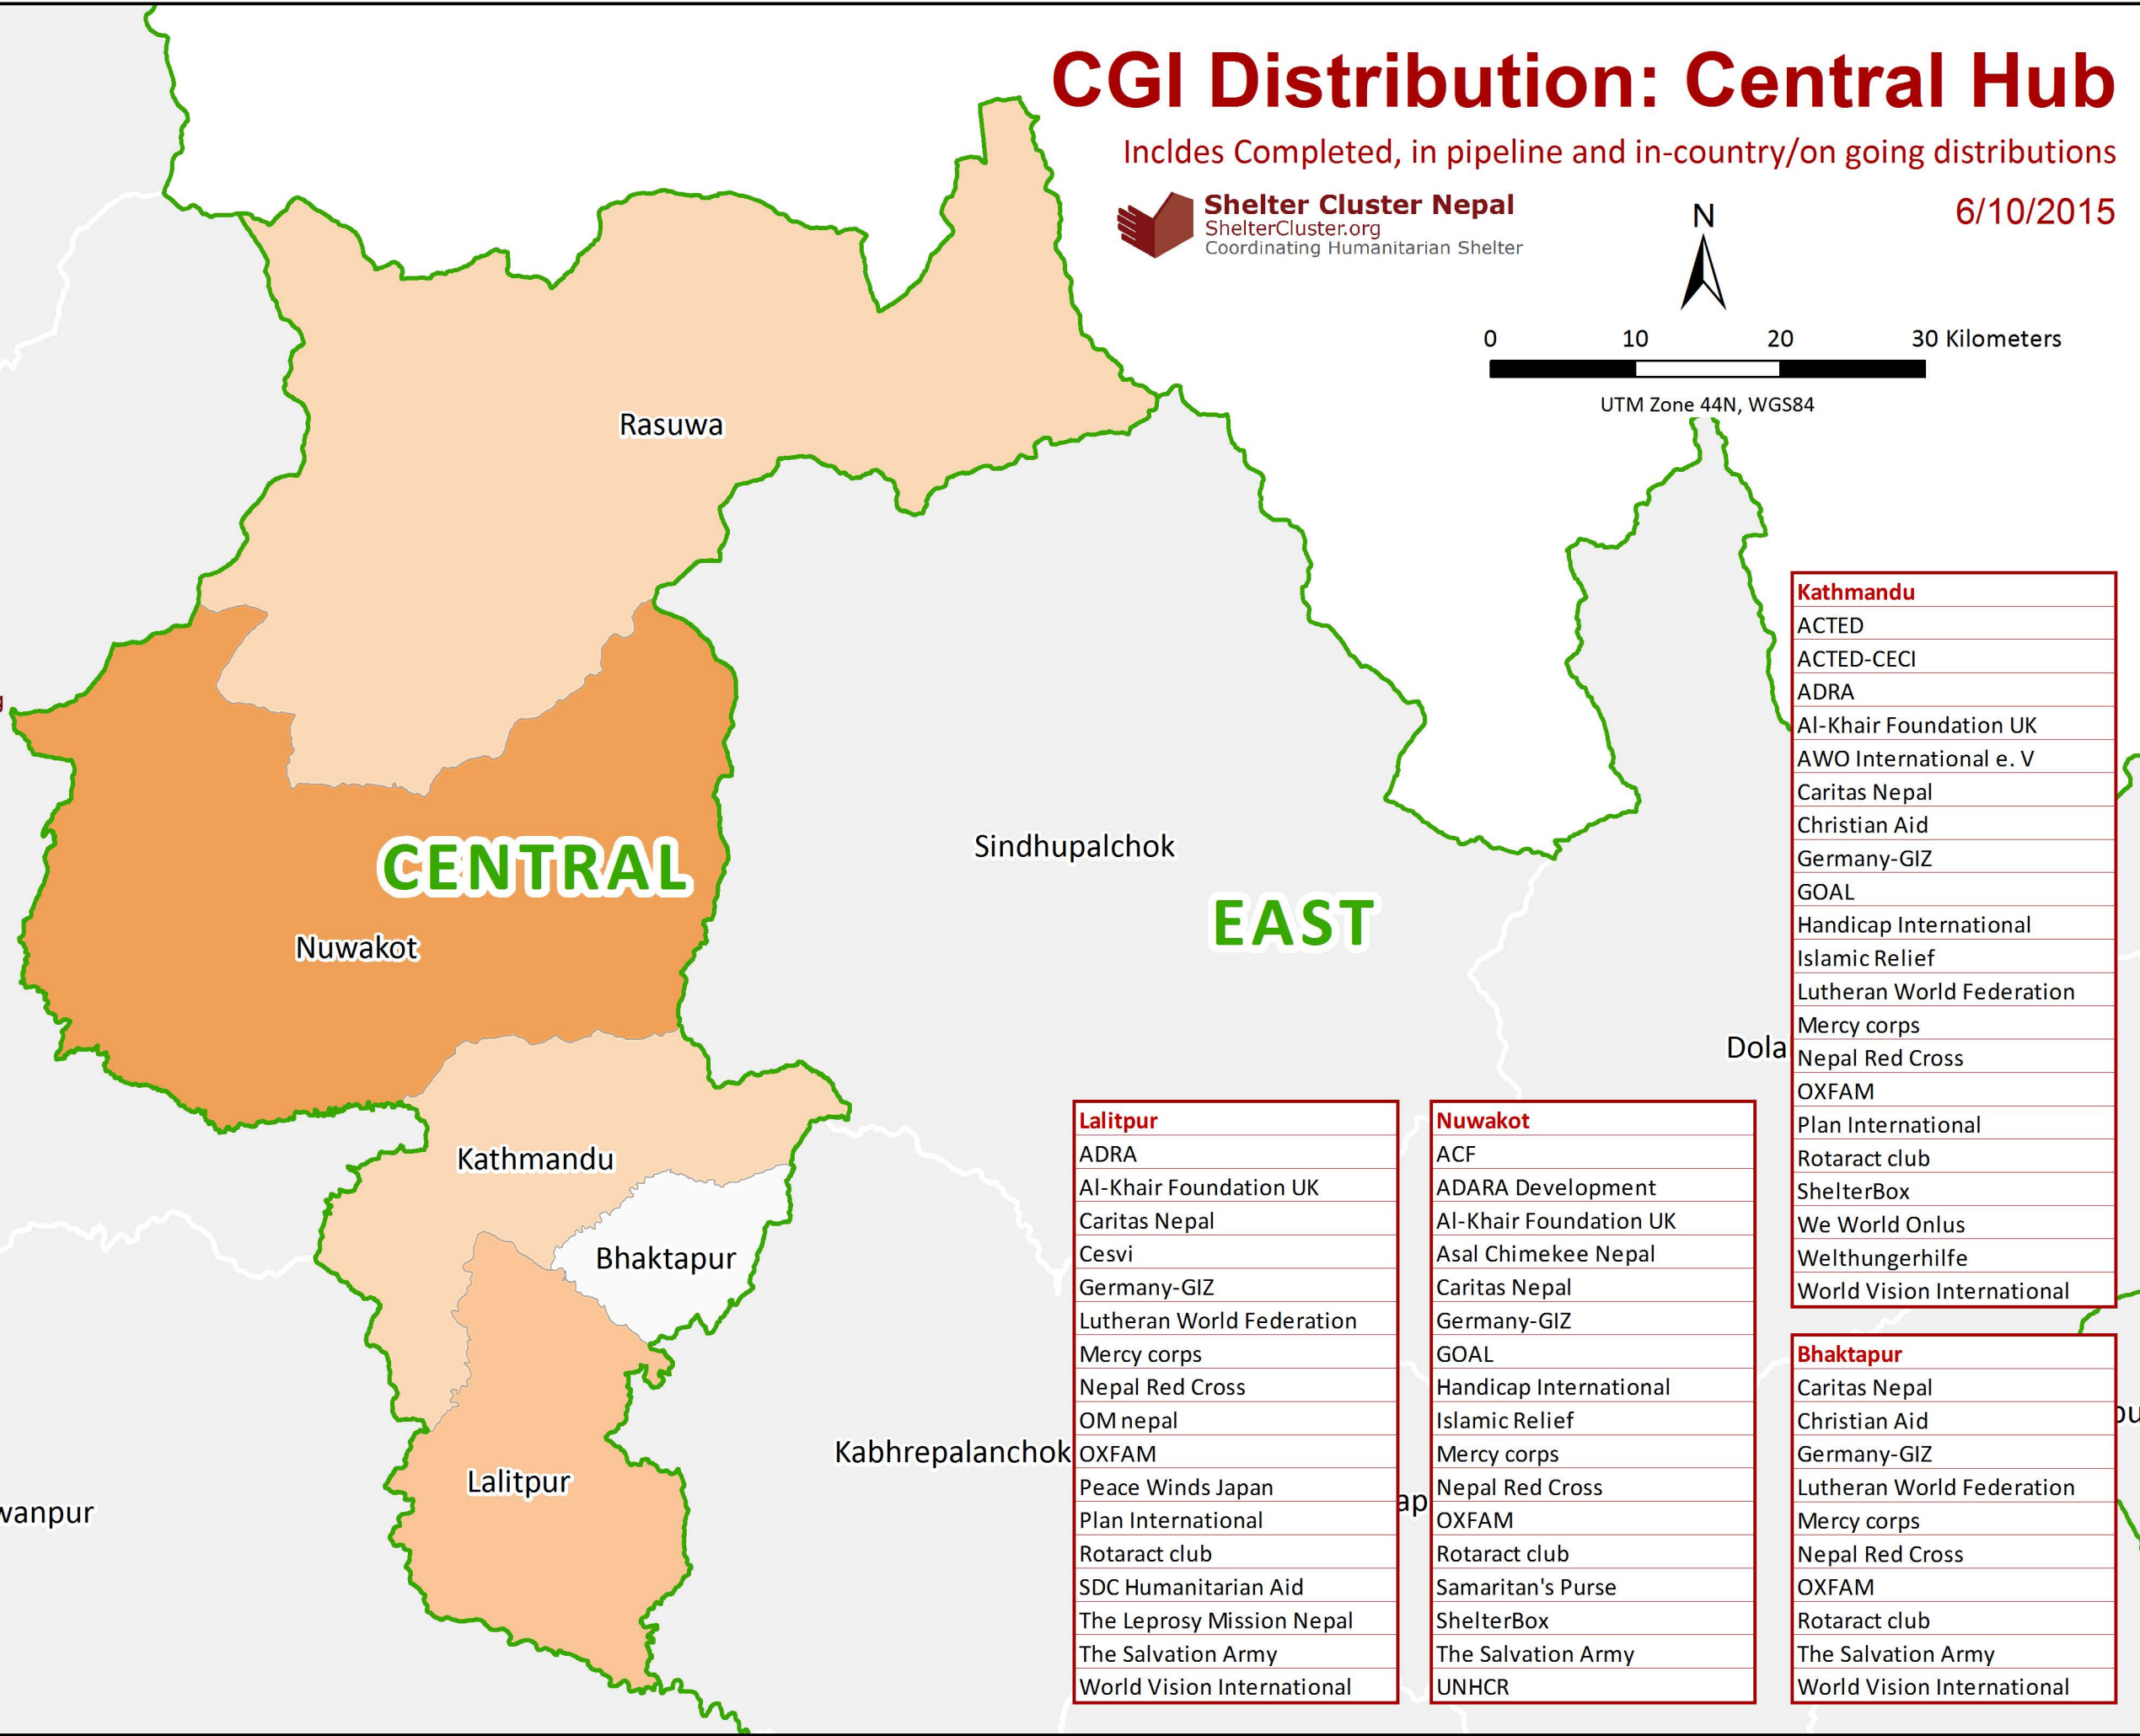 CGI Distribution: Central Hub
Incldes Completed, in pipeline and in-country/on going distributions
Shelter Cluster Nepal
ShelterCluster.org
Coordinating Humanitarian Shelter
6/10/2015
N
0 10 20 30 Kilometers
UTM Zone 44N, WGS84
Rasuwa
CENTRAL
Nuwakot
Sindhupalchok
EAST
Dola
Kathmandu
Bhaktapur
Kabhrepalanchok
Lalitpur
wanpur
ap
pu
Kathmandu
ACTED
ACTED-CECI
ADRA
Al-Khair Foundation UK
AWO International e. V
Caritas Nepal
Christian Aid
Germany-GIZ
GOAL
Handicap International
Islamic Relief
Lutheran World Federation
Mercy corps
Nepal Red Cross
OXFAM
Plan International
Rotaract club
ShelterBox
We World Onlus
Welthungerhilfe
World Vision International
Lalitpur
ADRA
Al-Khair Foundation UK
Caritas Nepal
Cesvi
Germany-GIZ
Lutheran World Federation
Mercy corps
Nepal Red Cross
OM nepal
OXFAM
Peace Winds Japan
Plan International
Rotaract club
SDC Humanitarian Aid
The Leprosy Mission Nepal
The Salvation Army
World Vision International
Nuwakot
ACF
ADARA Development
Al-Khair Foundation UK
Asal Chimekee Nepal
Caritas Nepal
Germany-GIZ
GOAL
Handicap International
Islamic Relief
Mercy corps
Nepal Red Cross
OXFAM
Rotaract club
Samaritan's Purse
ShelterBox
The Salvation Army
UNHCR
Bhaktapur
Caritas Nepal
Christian Aid
Germany-GIZ
Lutheran World Federation
Mercy corps
Nepal Red Cross
OXFAM
Rotaract club
The Salvation Army
World Vision International